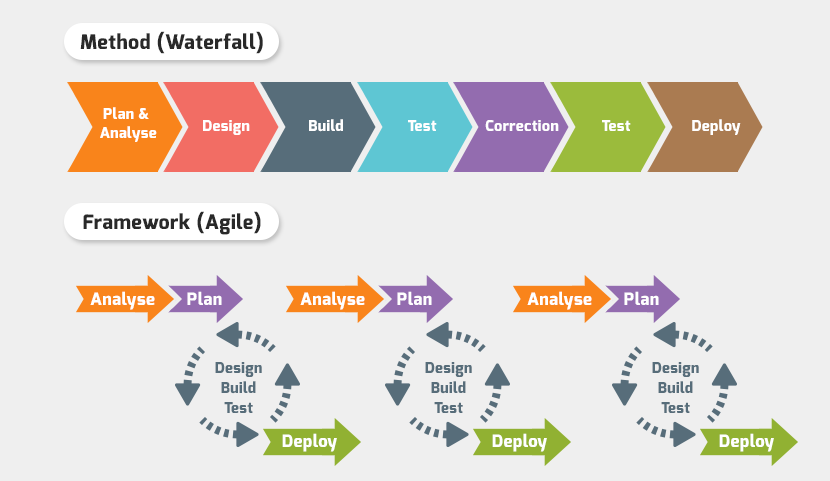 Method (Waterfall)
Plan &
Analyse
Design
Build
Test
Correction
Test
Deploy
Framework (Agile)
Analyse
Plan
Design
Build
Test
Deploy
Analyse
Plan
Design
Build
Test
Deploy
Analyse
Plan
Design
Build
Test
Deploy